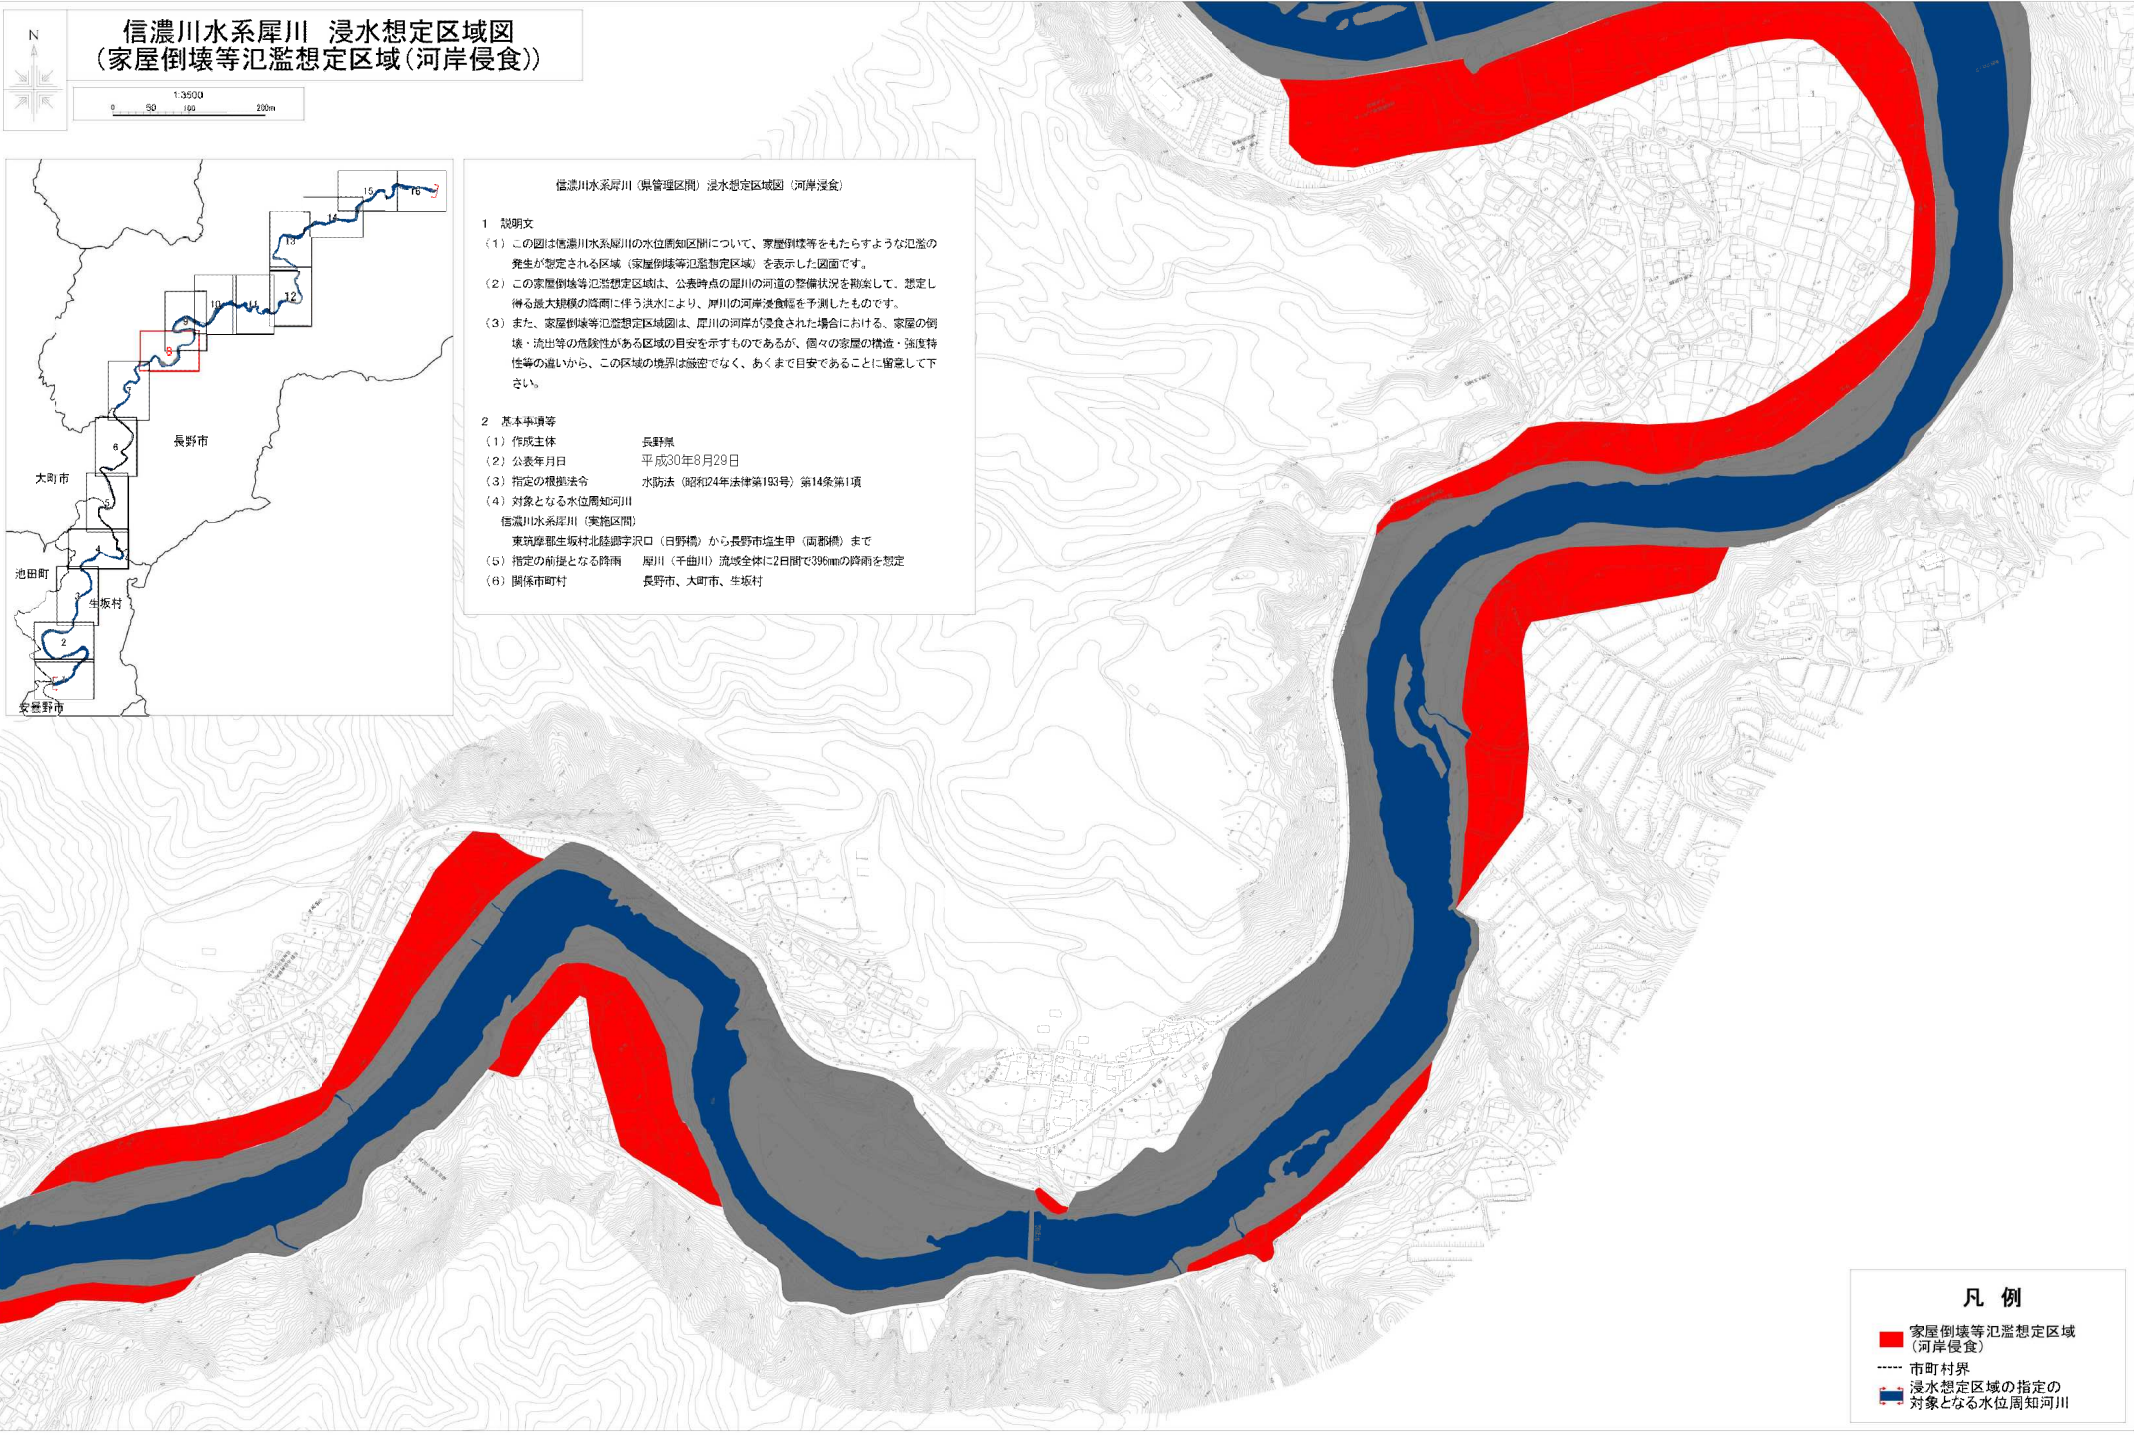 信濃川水系犀川 浸水想定区域図
(家屋倒壊等氾濫想定区域(河岸侵食))
N
1:3500
0 50 100 200m
15
16
14
13
12
11
10
9
8
6
長野市
大町市
5
4
池田町
3
生坂村
2
安曇野市
信濃川水系犀川(県管理区間)浸水想定区域図(河岸浸食)
1 説明文
(1)この図は信濃川水系犀川の水位周知区間について、家屋倒壊等をもたらすような氾濫の
発生が想定される区域(家屋倒壊等氾濫想定区域)を表示した図面です。
(2)この家屋倒壊等氾濫想定区域は、公表時点の犀川の河道の整備状況を勘案して、想定し
得る最大規模の降雨に伴う洪水により、犀川の河岸浸食幅を予測したものです。
(3)また、家屋倒壊等氾濫想定区域図は、犀川の河岸が浸食された場合における、家屋の倒
壊・流出等の危険性がある区域の目安を示すものであるが、個々の家屋の構造・強度特
性等の違いから、この区域の境界は厳密でなく、あくまで目安であることに留意して下
さい。
2 基本事項等
(1)作成主体 長野県
(2)公表年月日 平成30年8月29日
(3)指定の根拠法令 水防法(昭和24年法律第193号)第14条第1項
(4)対象となる水位周知河川
信濃川水系犀川(実施区間)
東筑摩郡生坂村北陸郷字沢口(日野橋)から長野市塩生甲(両郡橋)まで
(5)指定の前提となる降雨 犀川(千曲川)流域全体に2日間で396mmの降雨を想定
(6)関係市町村 長野市、大町市、生坂村
凡 例
家屋倒壊等氾濫想定区域
(河岸侵食)
市町村界
浸水想定区域の指定の
対象となる水位周知河川